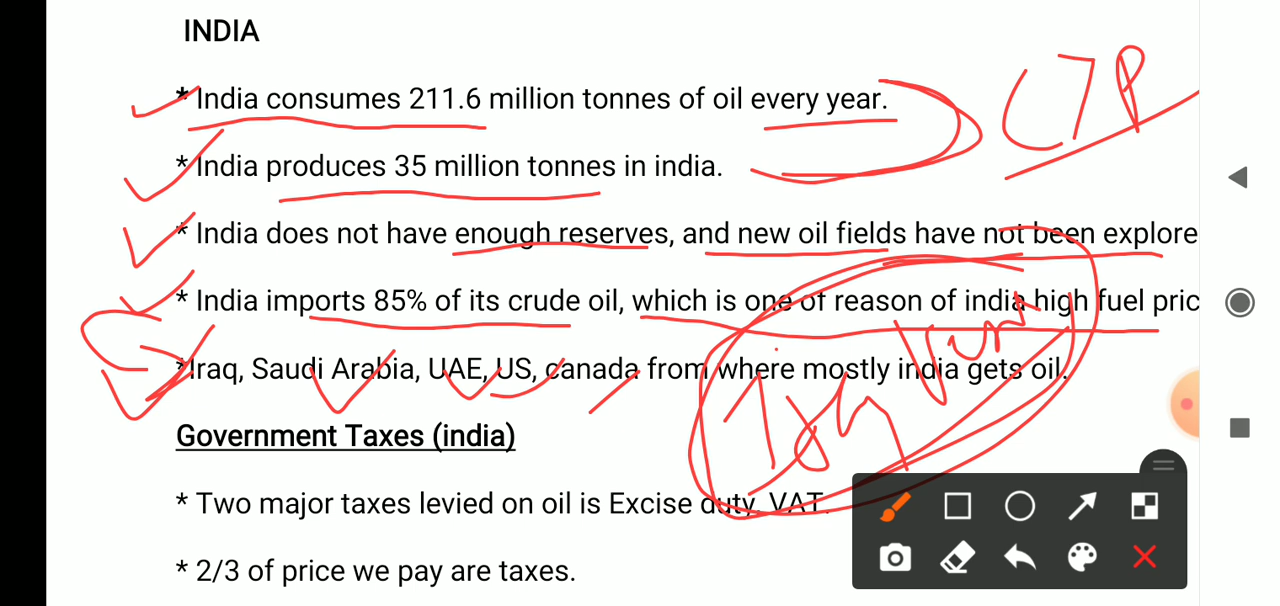 INDIA
* India consumes 211.6 million tonnes of oil every year.
* India produces 35 million tonnes in india.
* India does not have enough reserves, and new oil fields have not been explore
* India imports 85% of its crude oil, which is one of reason of india high fuel pric
*Iraq, Saudi Arabia, UAE, US, canada from where mostly india gets oil.
Government Taxes (india)
* Two major taxes levied on oil is Excise duty, VAT.
* 2/3 of price we pay are taxes.